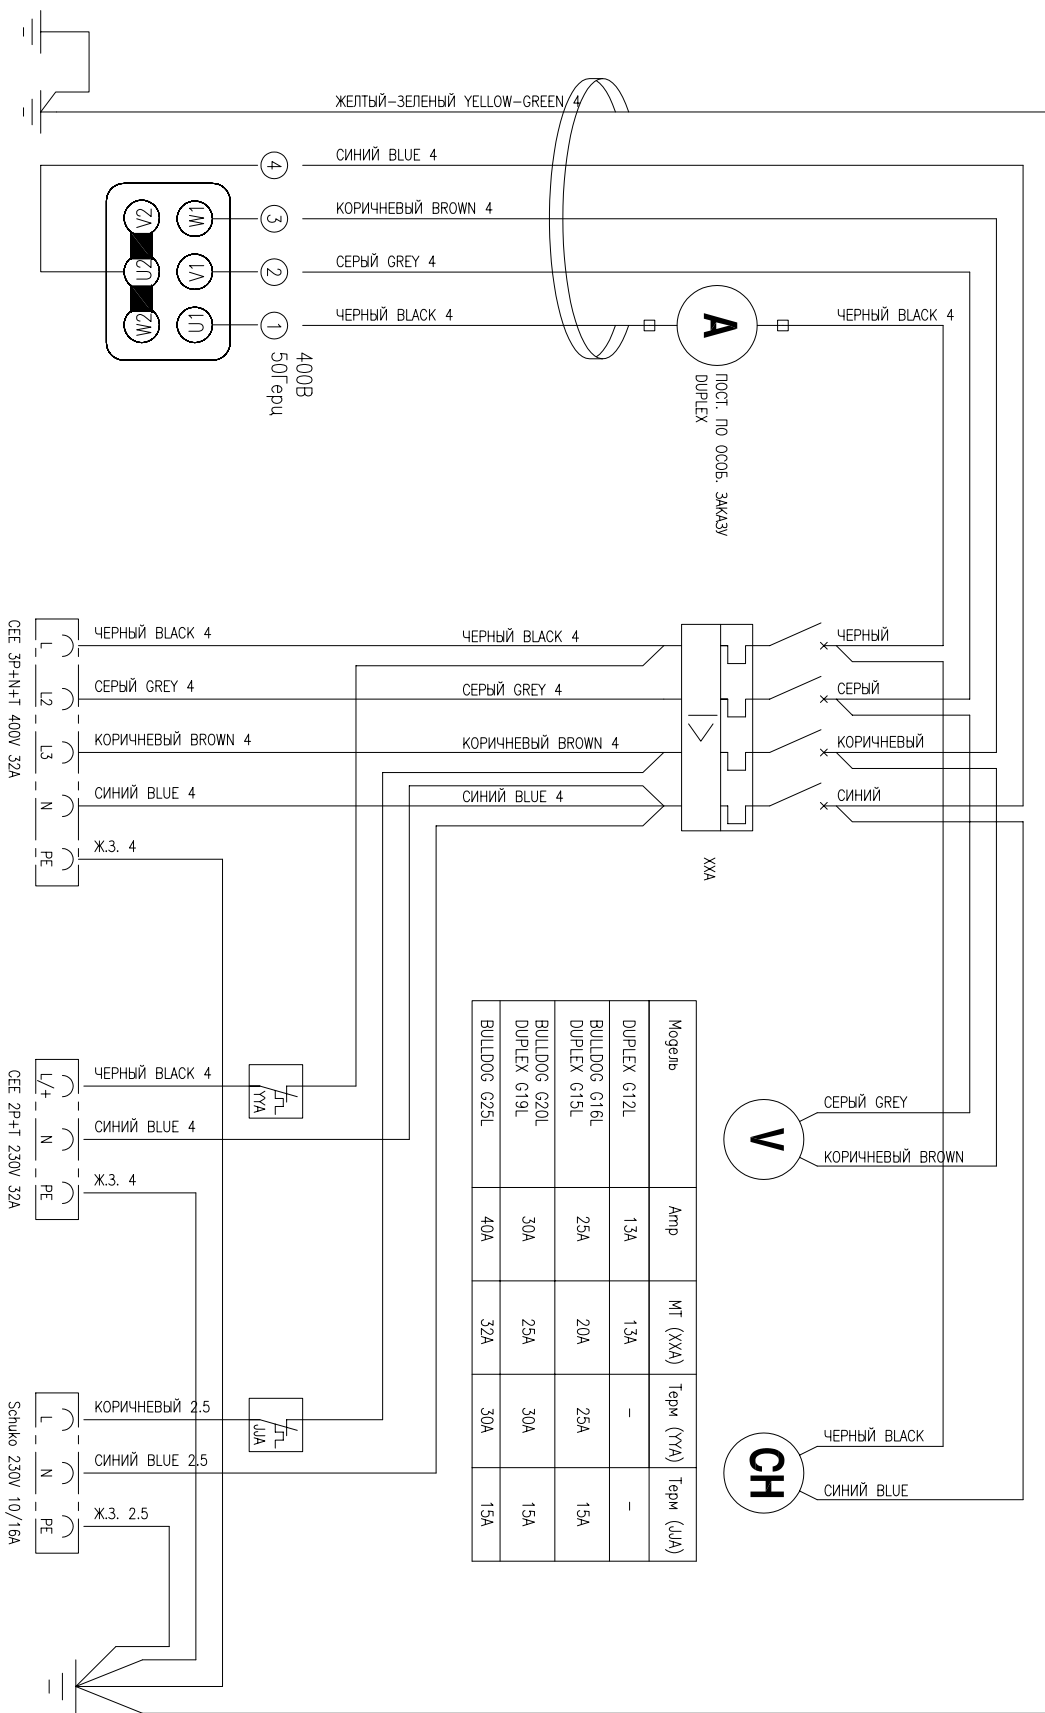 ЖЕЛТЫЙ-ЗЕЛЕНЫЙ YELLOW-GREEN 4
СИНИЙ BLUE 4
КОРИЧНЕВЫЙ BROWN 4
СЕРЫЙ GREY 4
ЧЕРНЫЙ BLACK 4
ЧЕРНЫЙ BLACK 4
4
3
2
1
V2
U2
W2
W1
V1
U1
400В
50Герц
A
ПОСТ. ПО ОСОБ. ЗАКАЗУ
DUPLEX
ЧЕРНЫЙ BLACK 4
СЕРЫЙ GREY 4
КОРИЧНЕВЫЙ BROWN 4
СИНИЙ BLUE 4
Ж.З. 4
ЧЕРНЫЙ BLACK 4
СЕРЫЙ GREY 4
КОРИЧНЕВЫЙ BROWN 4
СИНИЙ BLUE 4
ЧЕРНЫЙ
СЕРЫЙ
КОРИЧНЕВЫЙ
СИНИЙ
I
XXA
L
L2
L3
N
PE
CEE 3P+N+T 400V 32A
ЧЕРНЫЙ BLACK 4
СИНИЙ BLUE 4
Ж.З. 4
YYA
L/+
N
PE
CEE 2P+T 230V 32A
Модель Amp МТ (XXA) Терм (YYA) Терм (JJA)
DUPLEX G12L 13A 13A - -
BULLDOG G16L
DUPLEX G15L 25A 20A 25A 15A
BULLDOG G20L
DUPLEX G19L 30A 25A 30A 15A
BULLDOG G25L 40A 32A 30A 15A
V
СЕРЫЙ GREY
КОРИЧНЕВЫЙ BROWN
CH
ЧЕРНЫЙ BLACK
СИНИЙ BLUE
КОРИЧНЕВЫЙ 2.5
СИНИЙ BLUE 2.5
Ж.З. 2.5
JJA
L
N
PE
Schuko 230V 10/16A